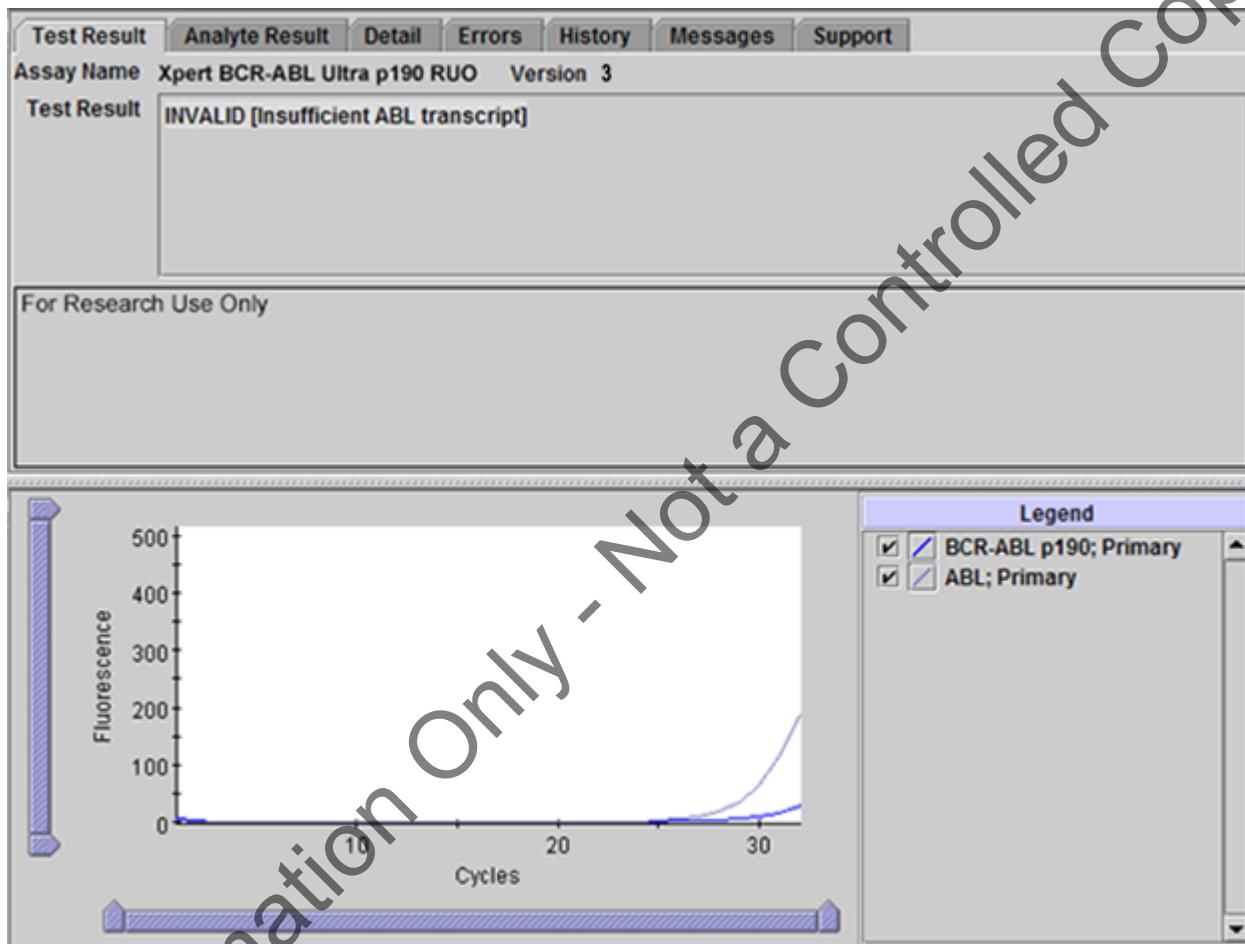 Test Result Analyte Result Detail Errors History Messages Support
Assay Name Xpert BCR-ABL Ultra p190 RUO Version 3
Test Result INVALID [Insufficient ABL transcript]
For Research Use Only
Legend
BCR-ABL p190; Primary
ABL; Primary
500
400
300
200
100
0
Fluorescence
10 20 30
Cycles
mation Only - Not a Controlled Cop